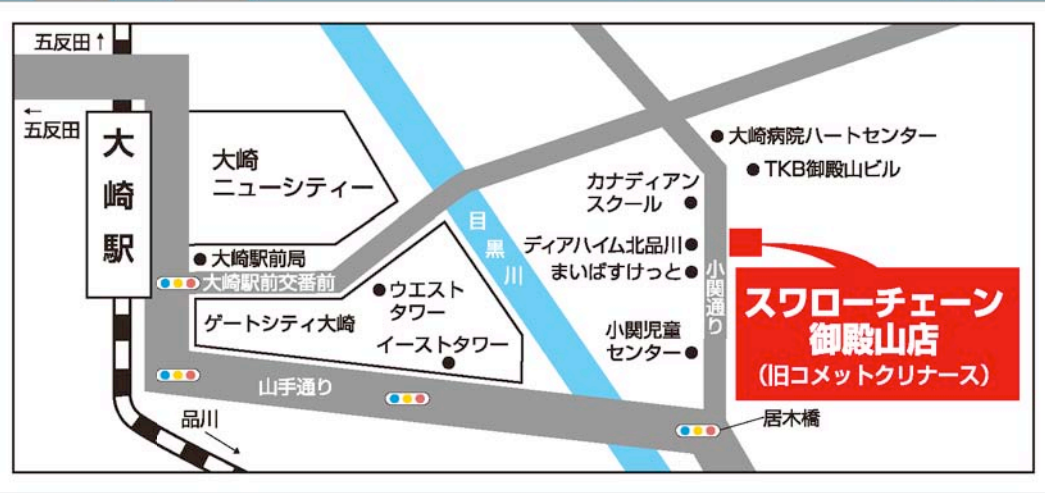 五反田↑
←
五反田
大崎駅
大崎
ニューシティー
大崎駅前局
大崎駅前交番前
ゲートシティ大崎
ウエスト
タワー
イーストタワー
山手通り
品川
目黒川
カナディアン
スクール
ディアハイム北品川
まいばすけっと
小関児童
センター
小関通り
大崎病院ハートセンター
TKB御殿山ビル
スワローチェーン
御殿山店
(旧コメットクリナース)
居木橋